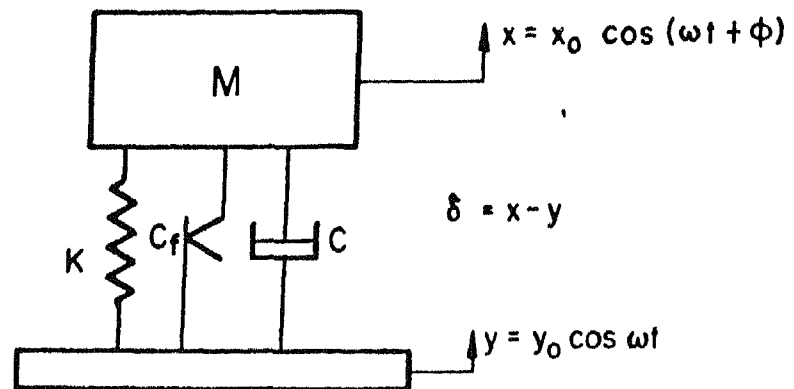 x = x₀ cos (ωt + ϕ)
M
δ = x - y
K
C_f
C
y = y₀ cos ωt